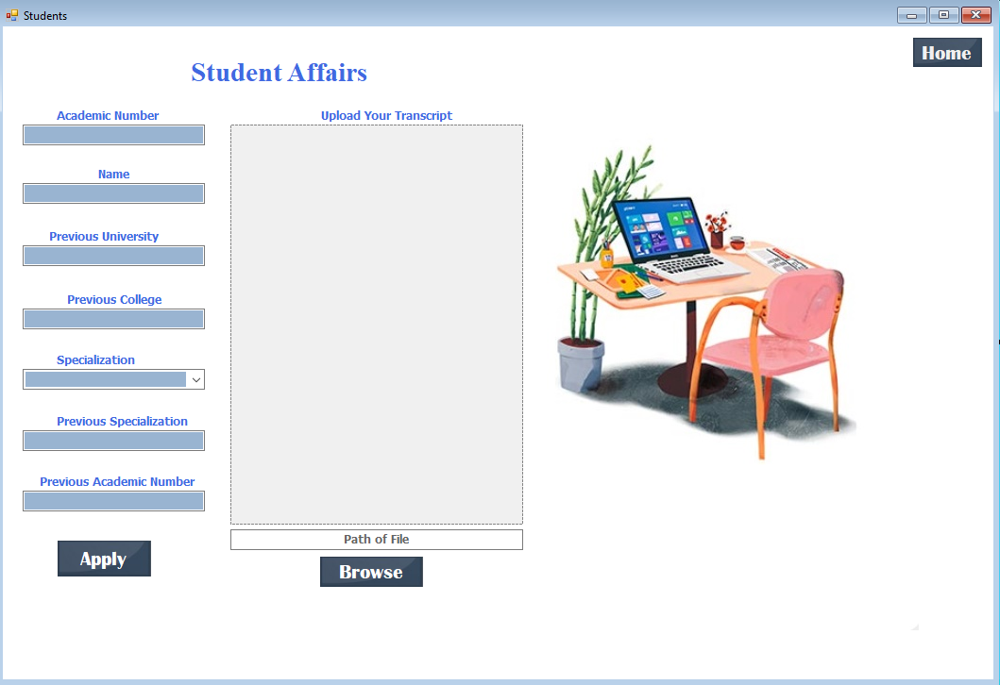 Students
Home
Student Affairs
Academic Number
Upload Your Transcript
Name
Previous University
Previous College
Specialization
Previous Specialization
Previous Academic Number
Path of File
Apply
Browse